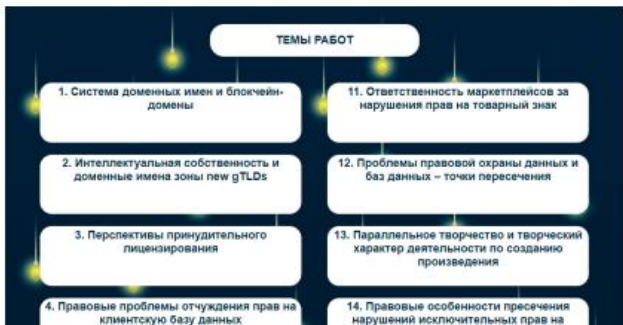 ТЕМЫ РАБОТ
1. Система доменных имен и блокчейн-
домены
2. Интеллектуальная собственность и
доменные имена зоны new gTLDs
3. Перспективы принудительного
лицензирования
4. Правовые проблемы отчуждения прав на
клиентскую базу данных
11. Ответственность маркетплейсов за
нарушения прав на товарный знак
12. Проблемы правовой охраны данных и
баз данных – точки пересечения
13. Параллельное творчество и творческий
характер деятельности по созданию
произведения
14. Правовые особенности пресечения
нарушений исключительных прав на